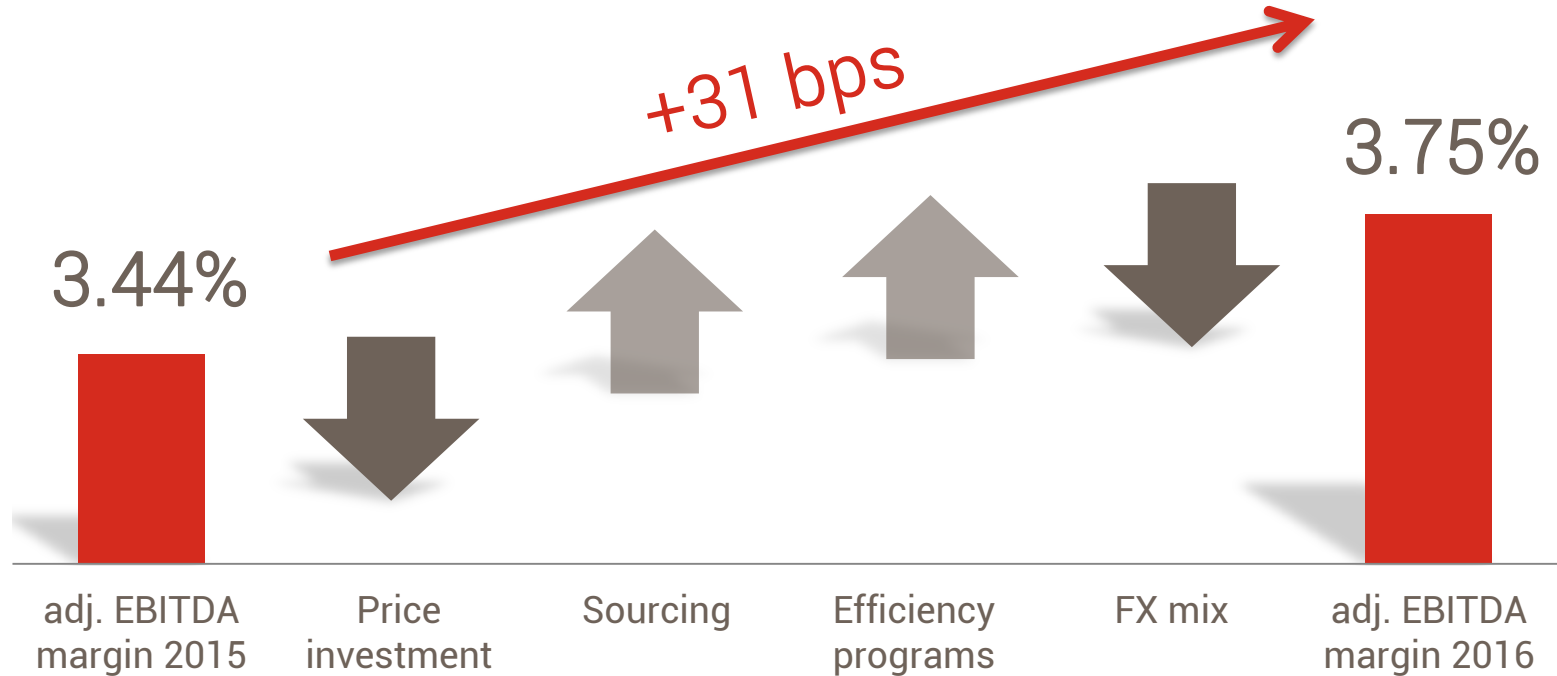 +31 bps
3.75%
3.44%
adj. EBITDA
margin 2015
Price
investment
Sourcing
Efficiency
programs
FX mix
adj. EBITDA
margin 2016